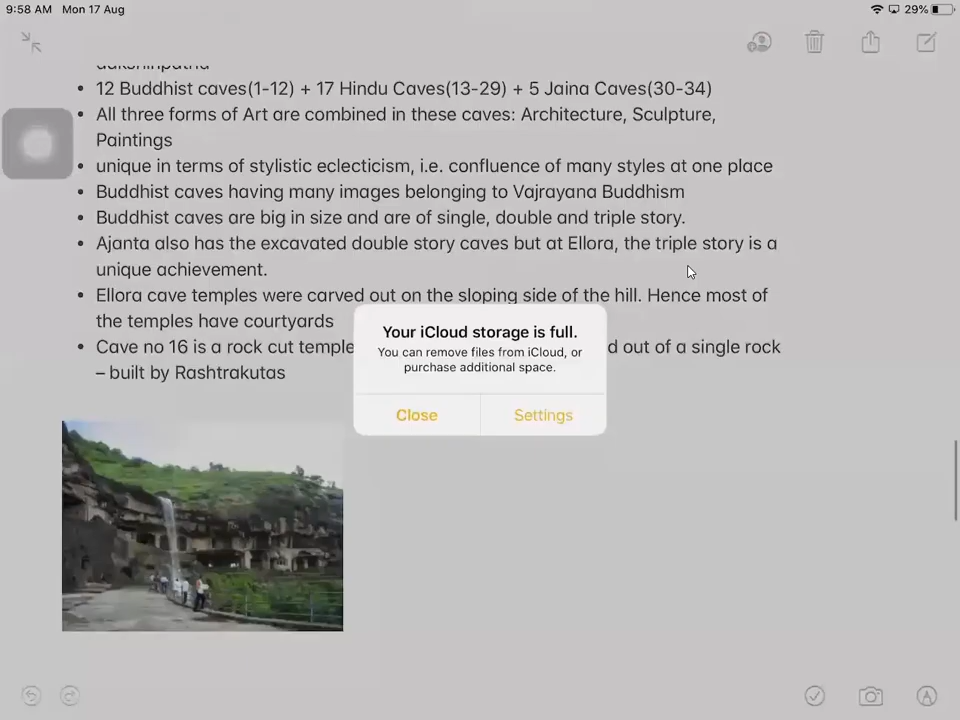 9:58 AM Mon 17 Aug
29%
12 Buddhist caves(1-12) + 17 Hindu Caves(13-29) + 5 Jaina Caves(30-34)
All three forms of Art are combined in these caves: Architecture, Sculpture,
Paintings
unique in terms of stylistic eclecticism, i.e. confluence of many styles at one place
Buddhist caves having many images belonging to Vajrayana Buddhism
Buddhist caves are big in size and are of single, double and triple story.
Ajanta also has the excavated double story caves but at Ellora, the triple story is a
unique achievement.
Ellora cave temples were carved out on the sloping side of the hill. Hence most of
the temples have courtyards
Cave no 16 is a rock cut temple d out of a single rock
– built by Rashtrakutas
Your iCloud storage is full.
You can remove files from iCloud, or
purchase additional space.
Close Settings